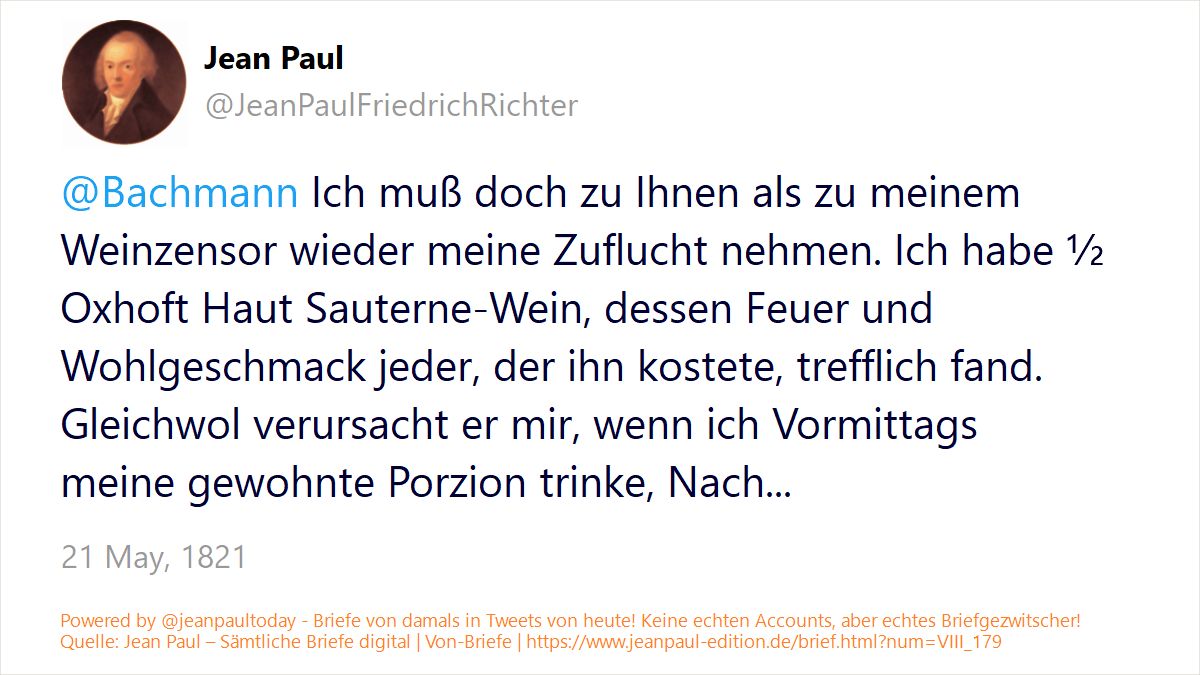 Jean Paul
@JeanPaulFriedrichRichter
@Bachmann Ich muß doch zu Ihnen als zu meinem
Weinzensor wieder meine Zuflucht nehmen. Ich habe ½
Oxhoft Haut Sauterne-Wein, dessen Feuer und
Wohlgeschmack jeder, der ihn kostete, trefflich fand.
Gleichwol verursacht er mir, wenn ich Vormittags
meine gewohnte Porzion trinke, Nach...
21 May, 1821
Powered by @jeanpaultoday - Briefe von damals in Tweets von heute! Keine echten Accounts, aber echtes Briefgezwitscher!
Quelle: Jean Paul – Sämtliche Briefe digital | Von-Briefe | https://www.jeanpaul-edition.de/brief.html?num=VIII_179